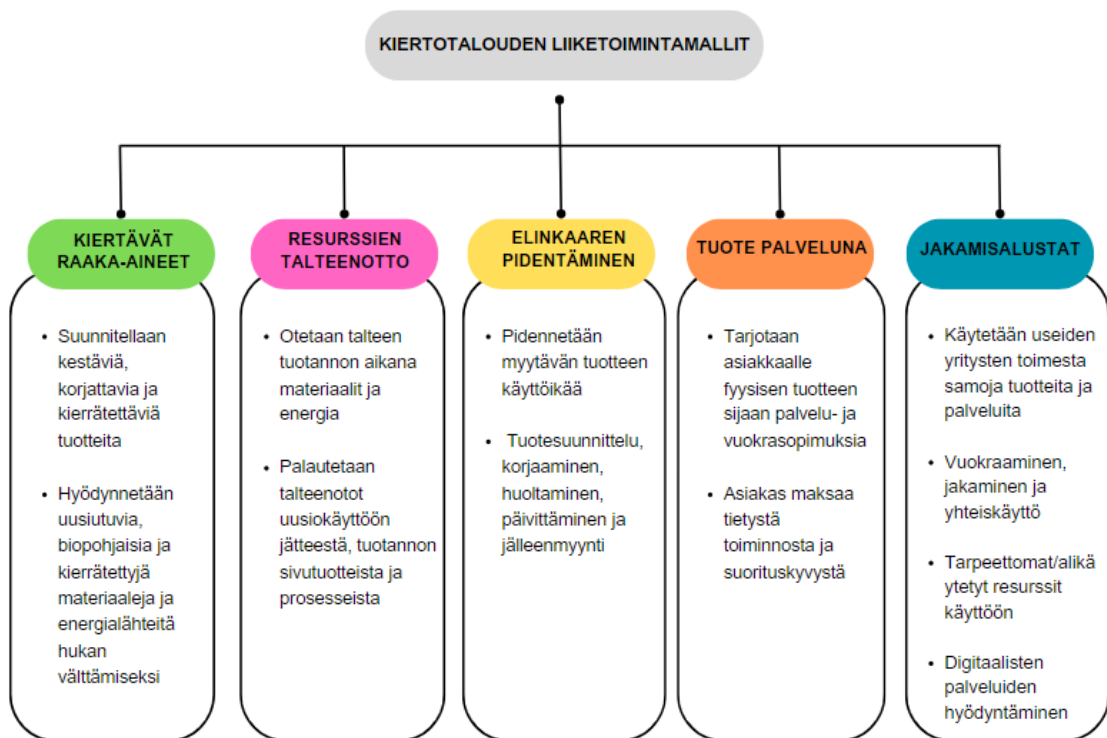 KIERTOTALOUDEN LIIKETOIMINTAMALLIT
KIERTÄVÄT
RAAKA-AINEET
• Suunnitellaan
kestäviä,
korjattavia ja
kierrätettäviä
tuotteita
• Hyödynnetään
uusiutuvia,
biopohjaisia ja
kierrätettyjä
materiaaleja ja
energialähteitä
hukan
välttämiseksi
RESURSSIEN
TALTEENOTTO
• Otetaan talteen
tuotannon aikana
materiaalit ja
energia
• Palautetaan
talteenotot
uusiokäyttöön
jätteestä, tuotannon
sivutuotteista ja
prosesseista
ELINKAAREN
PIDENTÄMINEN
• Pidennetään
myytävän tuotteen
käyttöikää
• Tuotesuunnittelu,
korjaaminen,
huoltaminen,
päivittäminen ja
jälleenmyynti
TUOTE PALVELUNA
• Tarjotaan
asiakkaalle
fyysisen tuotteen
sijaan palvelu- ja
vuokrasopimuksia
• Asiakas maksaa
tietystä
toiminnosta ja
suorituskyvystä
JAKAMISALUSTAT
• Käytetään useiden
yritysten toimesta
samoja tuotteita ja
palveluita
• Vuokraaminen,
jakaminen ja
yhteiskäyttö
• Tarpeettomat/alikä
ytetyt resurssit
käyttöön
• Digitaalisten
palveluiden
hyödyntäminen